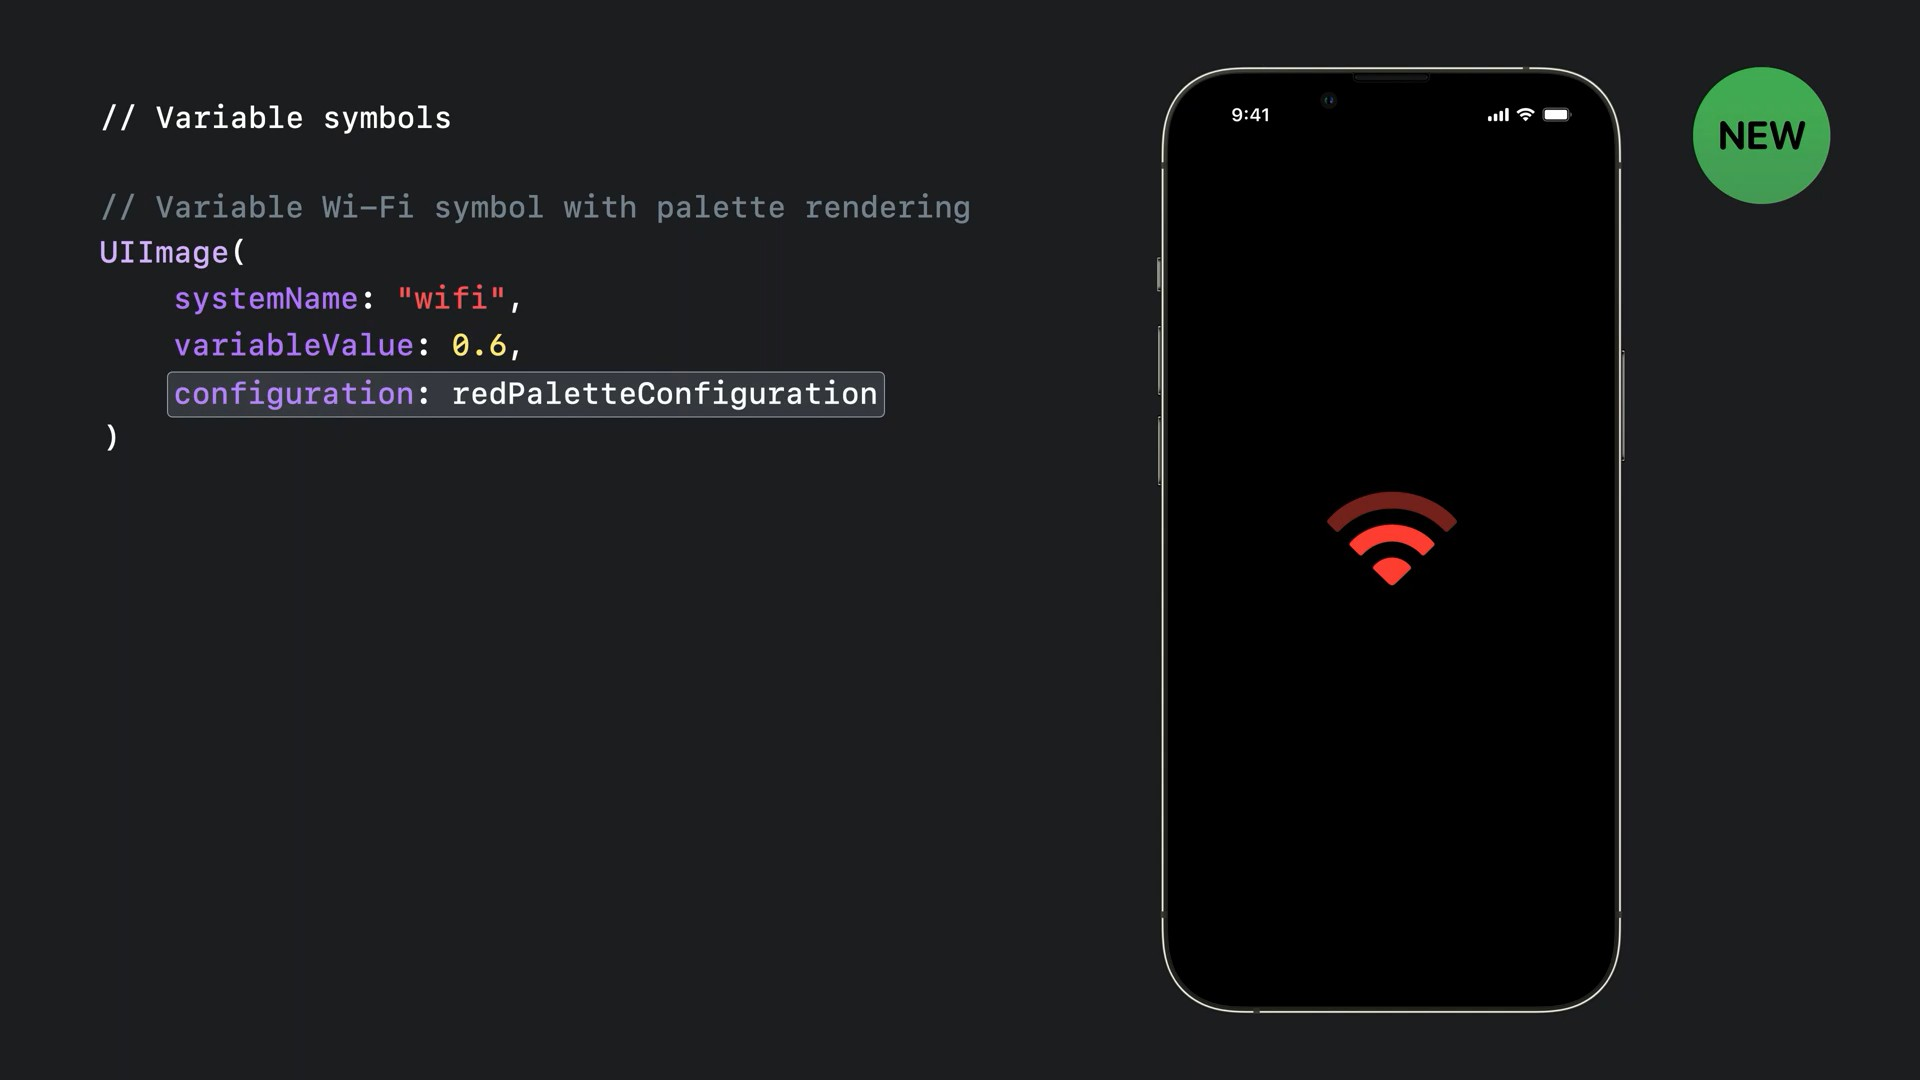 // Variable symbols
// Variable Wi-Fi symbol with palette rendering
UIImage(
systemName: "wifi",
variableValue: 0.6,
configuration: redPaletteConfiguration
)
9:41
NEW